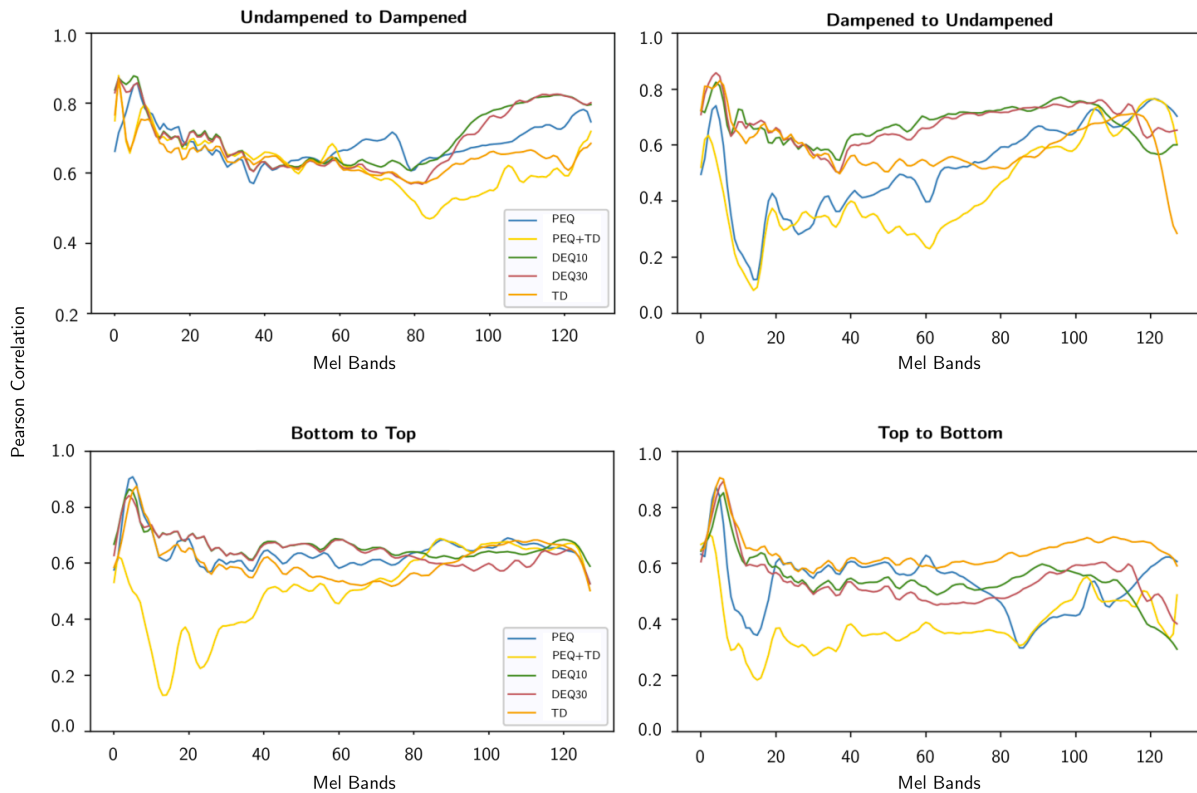 Undampened to Dampened
1.0
0.8
0.6
0.4
0.2
0 20 40 60 80 100 120
Mel Bands
PEQ
PEQ+TD
DEQ10
DEQ30
TD
Dampened to Undampened
1.0
0.8
0.6
0.4
0.2
0.0
0 20 40 60 80 100 120
Mel Bands
Pearson Correlation
Bottom to Top
1.0
0.8
0.6
0.4
0.2
0.0
0 20 40 60 80 100 120
Mel Bands
PEQ
PEQ+TD
DEQ10
DEQ30
TD
Top to Bottom
1.0
0.8
0.6
0.4
0.2
0.0
0 20 40 60 80 100 120
Mel Bands